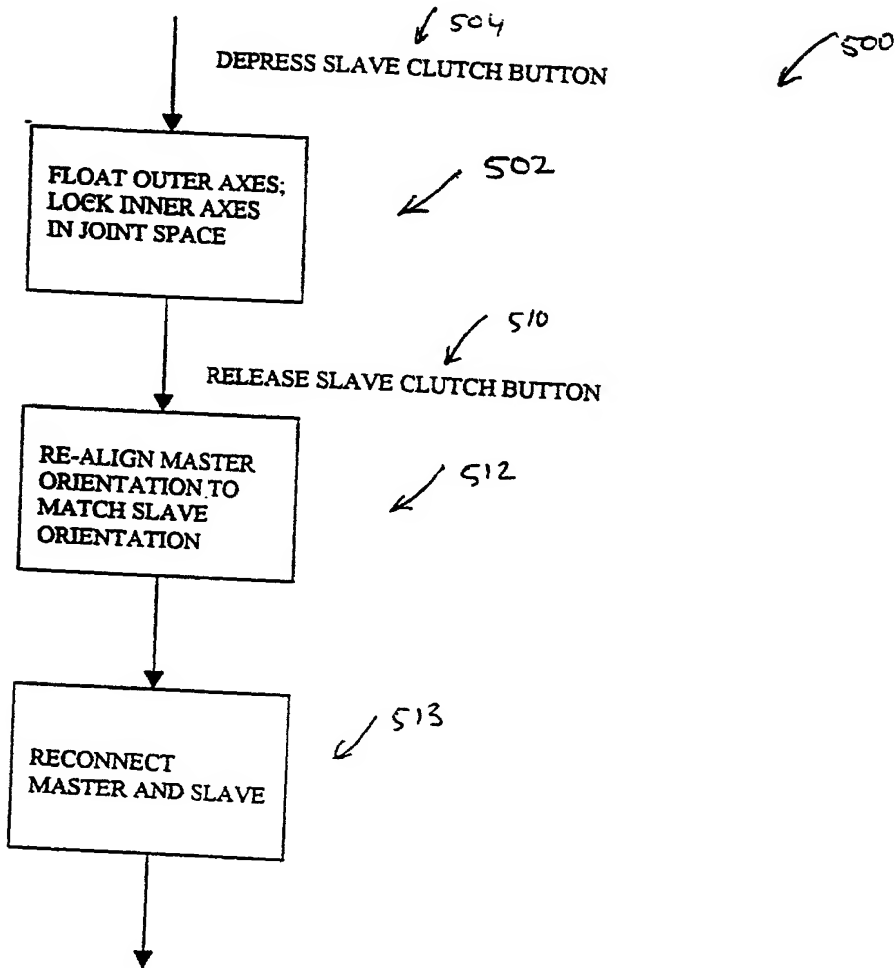 504
500
DEPRESS SLAVE CLUTCH BUTTON
502
FLOAT OUTER AXES;
LOCK INNER AXES
IN JOINT SPACE
510
RELEASE SLAVE CLUTCH BUTTON
512
RE-ALIGN MASTER
ORIENTATION TO
MATCH SLAVE
ORIENTATION
513
RECONNECT
MASTER AND SLAVE